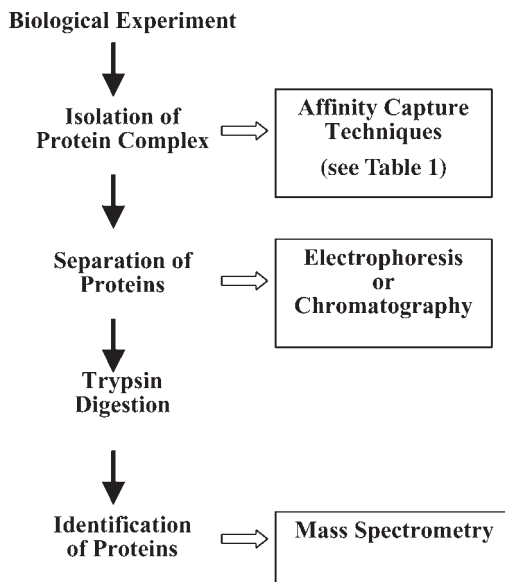 Biological Experiment
Isolation of
Protein Complex
Affinity Capture
Techniques
(see Table 1)
Separation of
Proteins
Electrophoresis
or
Chromatography
Trypsin
Digestion
Identification
of Proteins
Mass Spectrometry